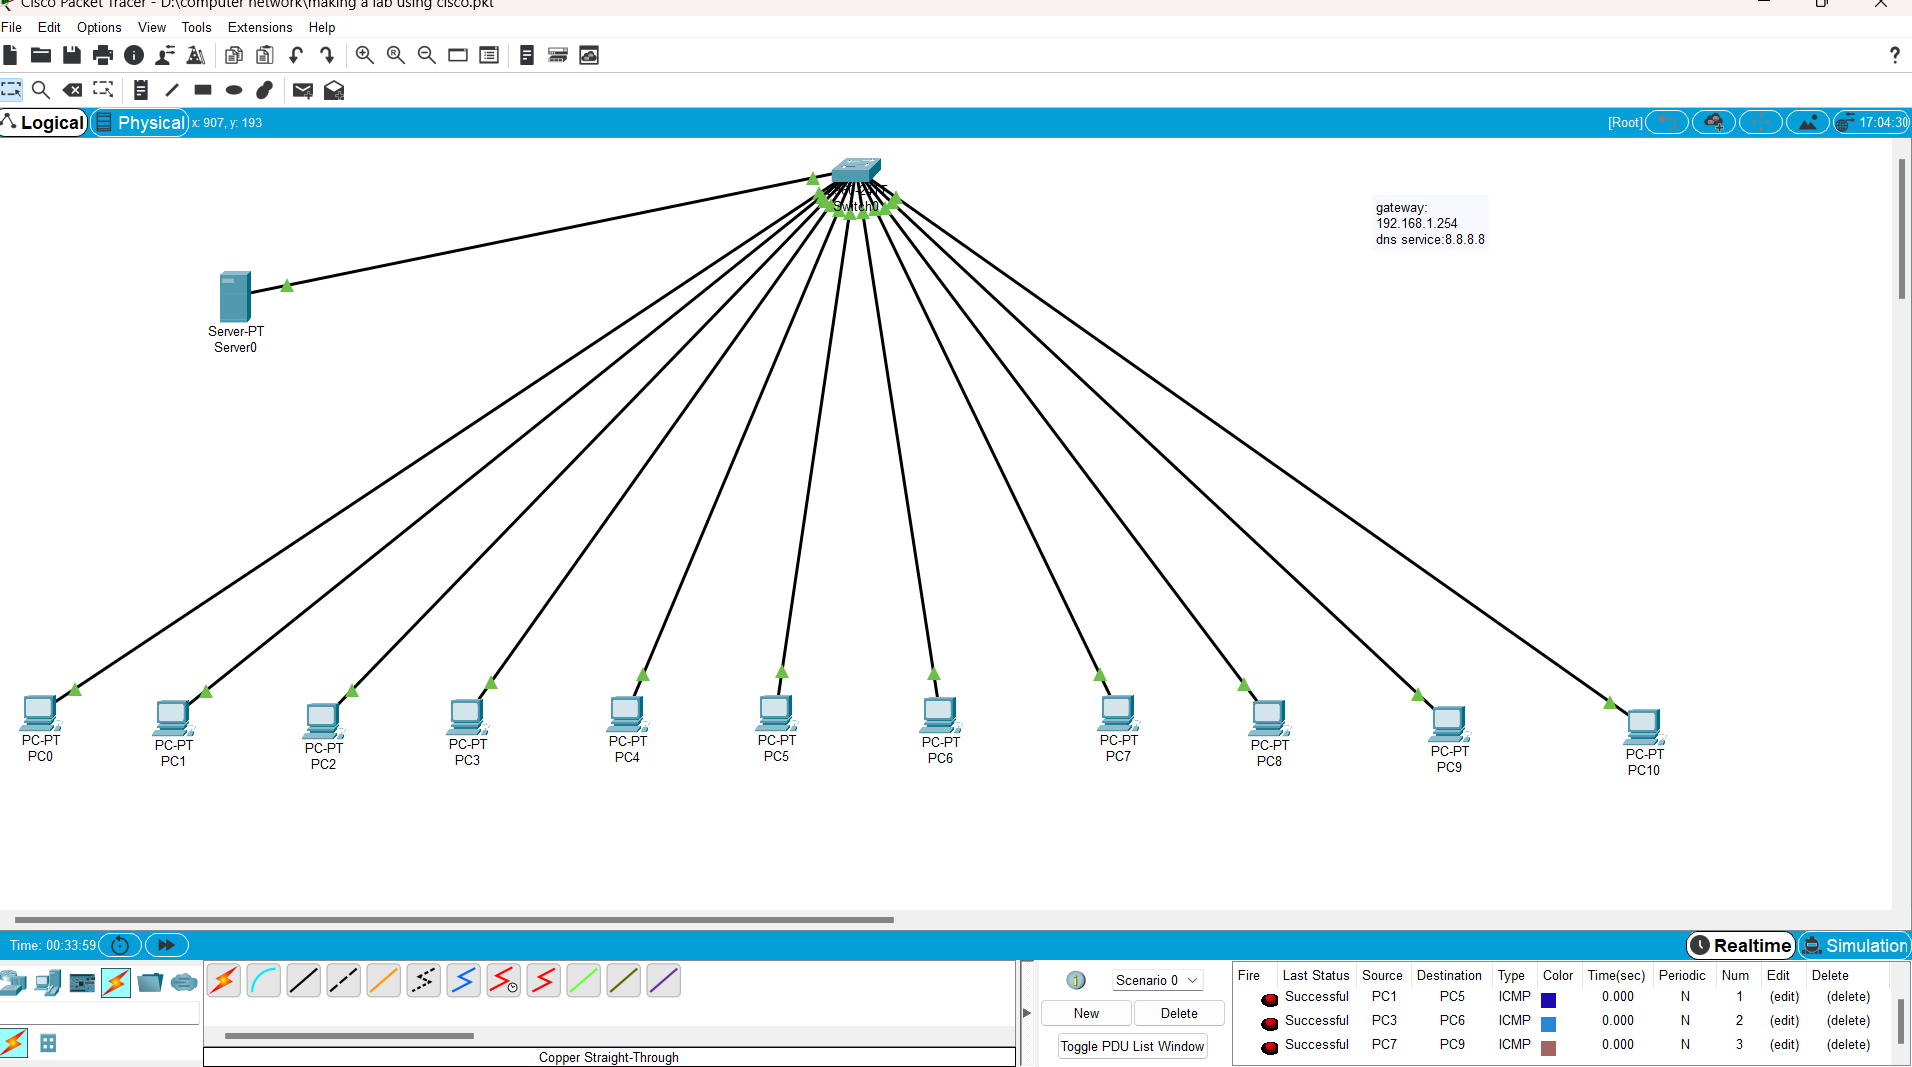 Cisco Packet Tracer - D:\computer network\making a lab using cisco.pkt
File Edit Options View Tools Extensions Help
Logical Physical x: 907, y: 193 [Root] 17:04:30
Switch0
gateway:
192.168.1.254
dns service:8.8.8.8
Server-PT
Server0
PC-PT
PC0
PC-PT
PC1
PC-PT
PC2
PC-PT
PC3
PC-PT
PC4
PC-PT
PC5
PC-PT
PC6
PC-PT
PC7
PC-PT
PC8
PC-PT
PC9
PC-PT
PC10
Time: 00:33:59 Realtime Simulation
Copper Straight-Through
Scenario 0
New Delete
Toggle PDU List Window
Fire Last Status Source Destination Type Color Time(sec) Periodic Num Edit Delete
Successful PC1 PC5 ICMP 0.000 N 1 (edit) (delete)
Successful PC3 PC6 ICMP 0.000 N 2 (edit) (delete)
Successful PC7 PC9 ICMP 0.000 N 3 (edit) (delete)